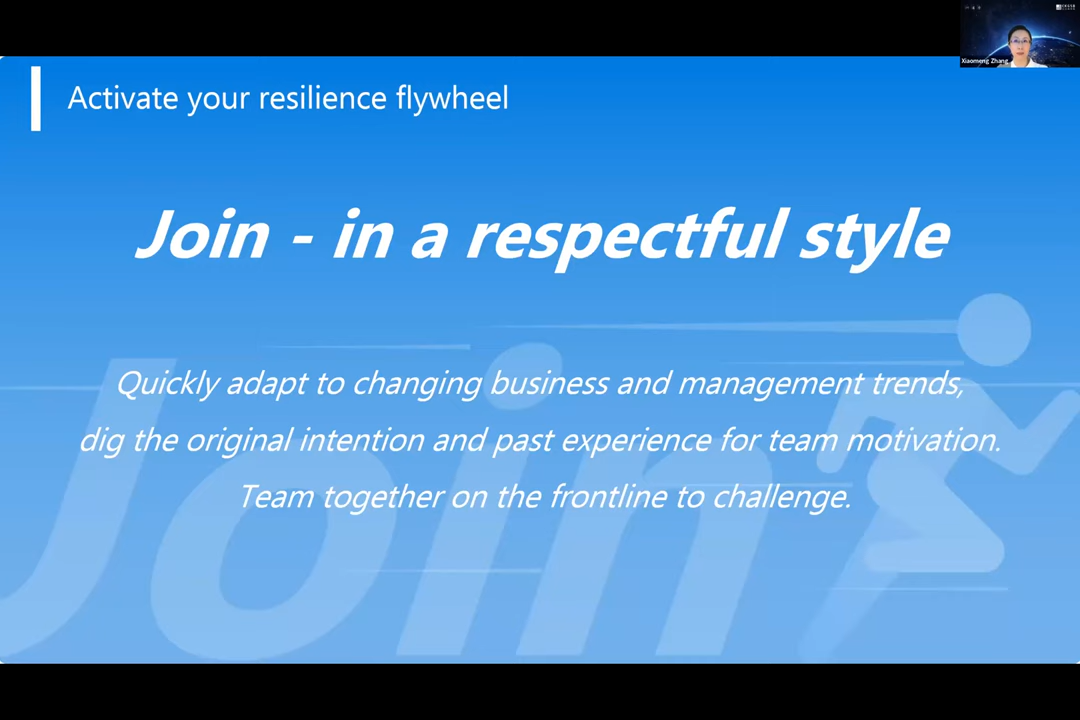 Xiaomeng Zhang
Activate your resilience flywheel
Join - in a respectful style
Quickly adapt to changing business and management trends,
dig the original intention and past experience for team motivation.
Team together on the frontline to challenge.
Join